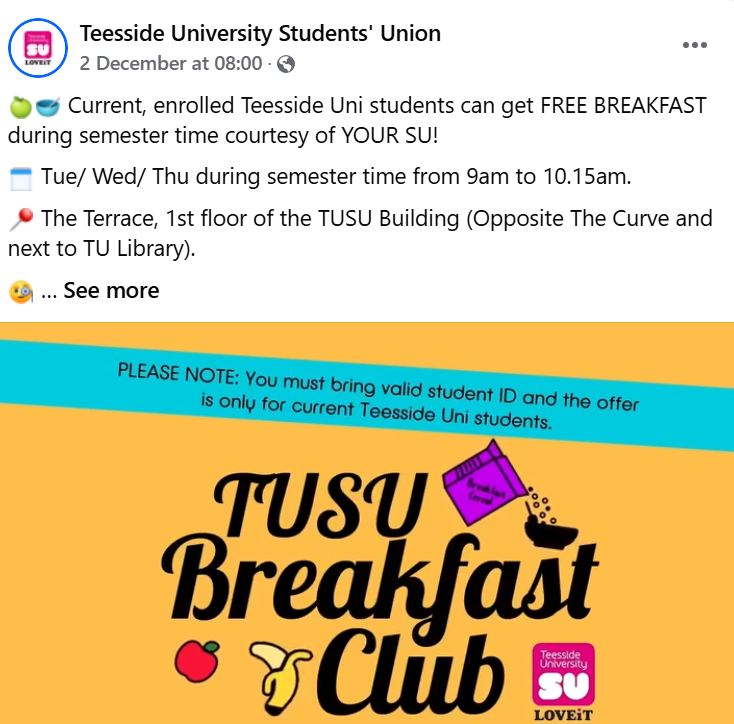 Teesside University Students' Union
2 December at 08:00 ·
🍏🥣 Current, enrolled Teesside Uni students can get FREE BREAKFAST
during semester time courtesy of YOUR SU!
🗓️ Tue/ Wed/ Thu during semester time from 9am to 10.15am.
📍 The Terrace, 1st floor of the TUSU Building (Opposite The Curve and
next to TU Library).
🧐 ... See more
PLEASE NOTE: You must bring valid student ID and the offer
is only for current Teesside Uni students.
TUSU
Breakfast
Cereal
Breakfast
Club
Teesside
University
SU
LOVEiT